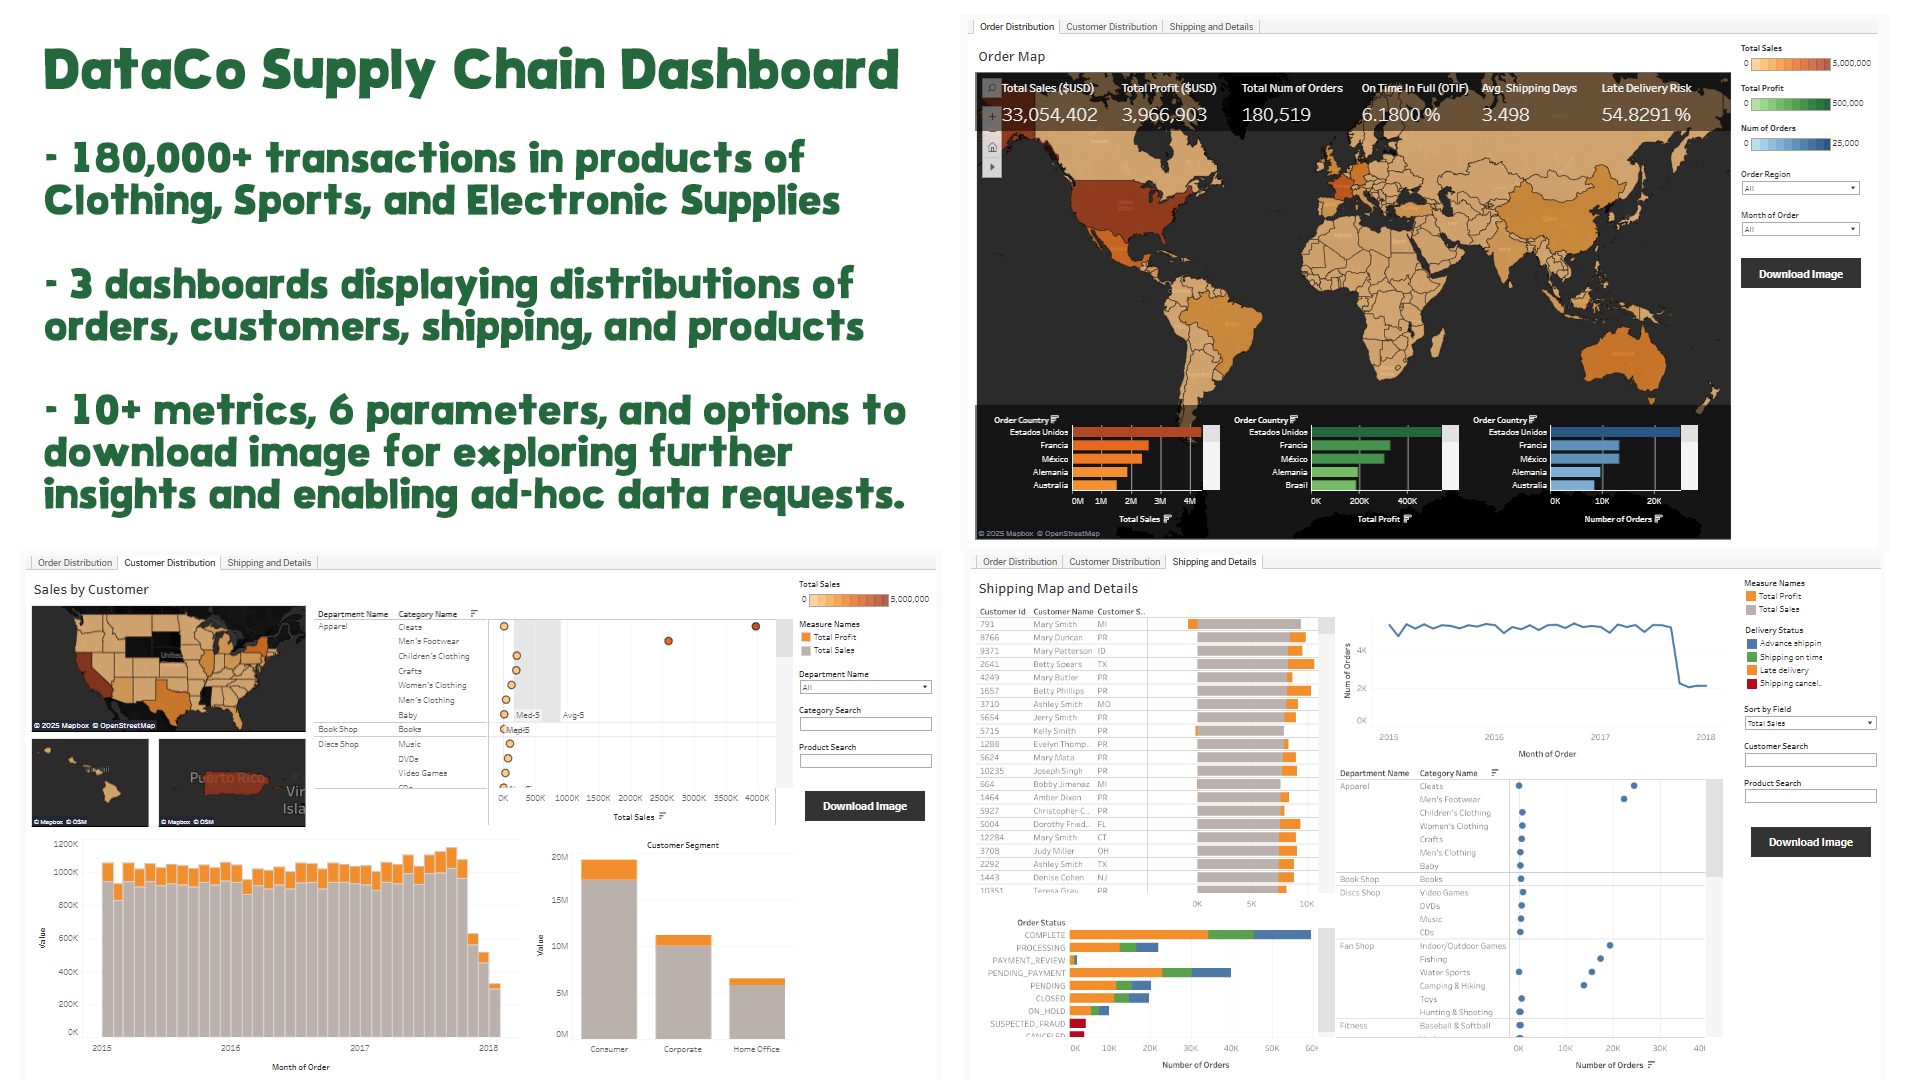 DataCo Supply Chain Dashboard
- 180,000+ transactions in products of
Clothing, Sports, and Electronic Supplies
- 3 dashboards displaying distributions of
orders, customers, shipping, and products
- 10+ metrics, 6 parameters, and options to
download image for exploring further
insights and enabling ad-hoc data requests.
Order Distribution Customer Distribution Shipping and Details
Order Map
Total Sales ($USD) Total Profit ($USD) Total Num of Orders On Time In Full (OTIF) Avg. Shipping Days Late Delivery Risk
33,054,402 3,966,903 180,519 6.1800 % 3.498 54.8291 %
Order Country Order Country Order Country
Estados Unidos Estados Unidos Estados Unidos
Francia Francia Francia
México México México
Alemania Alemania Alemania
Australia Brasil Australia
0M 1M 2M 3M 4M 0K 200K 400K 0K 10K 20K
Total Sales Total Profit Number of Orders
© 2025 Mapbox © OpenStreetMap
Total Sales
0 5,000,000
Total Profit
0 500,000
Num of Orders
0 25,000
Order Region
All
Month of Order
All
Download Image
Order Distribution Customer Distribution Shipping and Details
Sales by Customer
United
© 2025 Mapbox © OpenStreetMap
Hawaii
© Mapbox © OSM
Puerto Rico
Vir
Isla
© Mapbox © OSM
Department Name Category Name
Apparel Cleats
Men's Footwear
Children's Clothing
Crafts
Women's Clothing
Men's Clothing
Baby Med-S Avg-S
Book Shop Books Med-S
Discs Shop Music
DVDs
Video Games
0K 500K 1000K 1500K 2000K 2500K 3000K 3500K 4000K
Total Sales
Total Sales
0 5,000,000
Measure Names
Total Profit
Total Sales
Department Name
All
Category Search
Product Search
Download Image
1200K
1000K
800K
600K
400K
200K
0K
Value
2015 2016 2017 2018
Month of Order
Customer Segment
20M
15M
10M
5M
0M
Value
Consumer Corporate Home Office
Order Distribution Customer Distribution Shipping and Details
Shipping Map and Details
Customer Id Customer Name Customer S..
791 Mary Smith MI
8766 Mary Duncan PR
9371 Mary Patterson ID
2641 Betty Spears TX
4249 Mary Butler PR
1657 Betty Phillips PR
3710 Ashley Smith MO
5654 Jerry Smith PR
5715 Kelly Smith PR
1288 Evelyn Thomp.. PR
5624 Mary Mata PR
10235 Joseph Singh PR
664 Bobby Jimenez MI
1464 Amber Dixon PR
5927 Christopher C.. PR
5004 Dorothy Fried.. FL
12284 Mary Smith CT
3708 Judy Miller OH
2292 Ashley Smith TX
1443 Denise Cohen NJ
10351 Teresa Gray PR
0K 5K 10K
Order Status
COMPLETE
PROCESSING
PAYMENT_REVIEW
PENDING_PAYMENT
PENDING
CLOSED
ON_HOLD
SUSPECTED_FRAUD
CANCELED
0K 10K 20K 30K 40K 50K 60K
Number of Orders
Num of Orders
4K
2K
0K
2015 2016 2017 2018
Month of Order
Department Name Category Name
Apparel Cleats
Men's Footwear
Children's Clothing
Women's Clothing
Crafts
Men's Clothing
Baby
Book Shop Books
Discs Shop Video Games
DVDs
Music
CDs
Fan Shop Indoor/Outdoor Games
Fishing
Water Sports
Camping & Hiking
Toys
Hunting & Shooting
Fitness Baseball & Softball
0K 10K 20K 30K
Number of Orders
Measure Names
Total Profit
Total Sales
Delivery Status
Advance shippin
Shipping on time
Late delivery
Shipping cancel..
Sort by Field
Total Sales
Customer Search
Product Search
Download Image